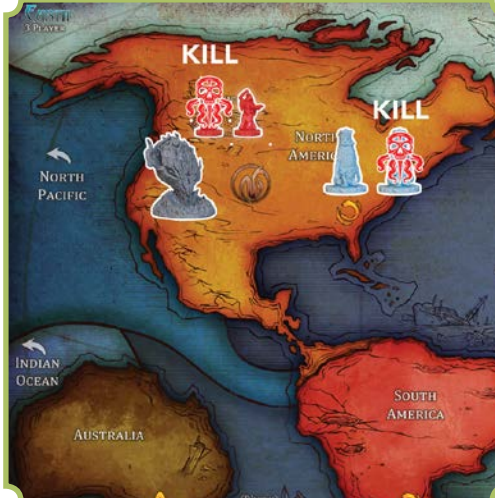 3 PLAYER
KILL
KILL
NORTH
AMERIC
NORTH
PACIFIC
INDIAN
OCEAN
AUSTRALIA
SOUTH
AMERICA